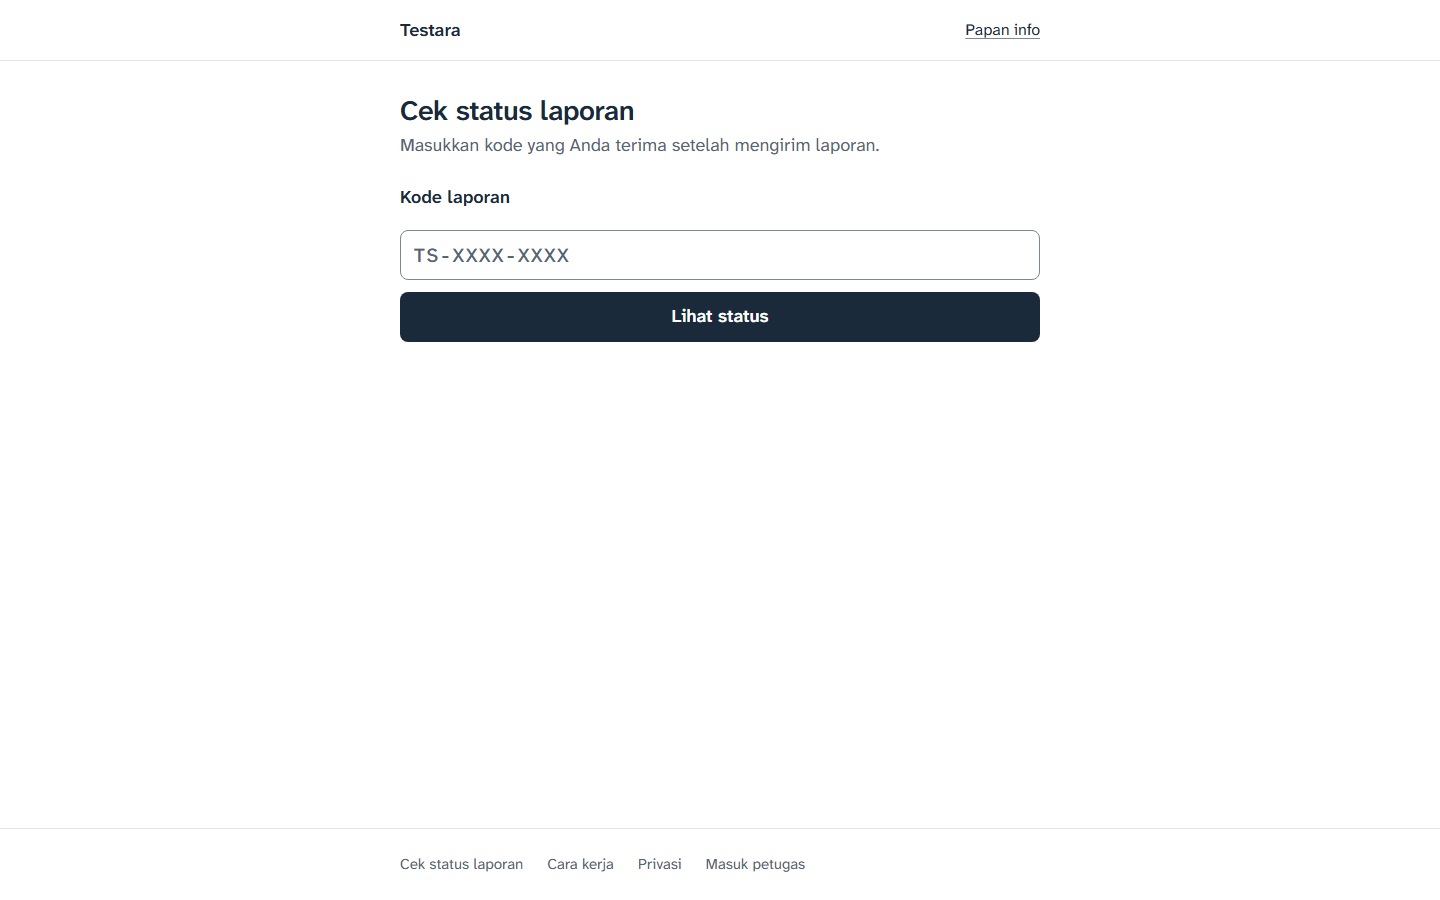 Testara
Papan info
Cek status laporan
Masukkan kode yang Anda terima setelah mengirim laporan.
Kode laporan
TS-XXXX-XXXX
Lihat status
Cek status laporan
Cara kerja
Privasi
Masuk petugas